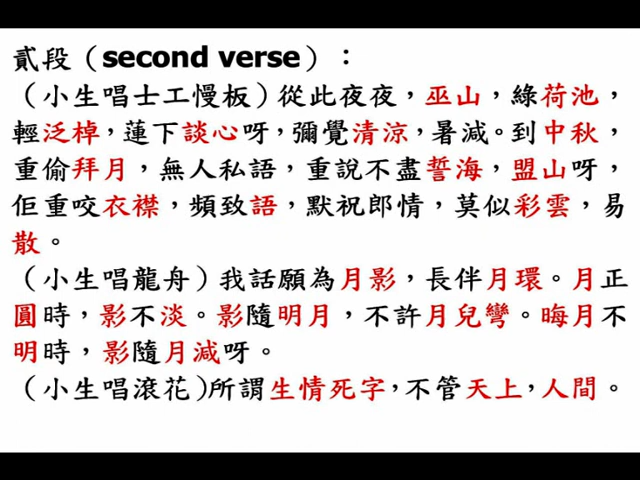 貳段（second verse）：
（小生唱士工慢板）從此夜夜，巫山，綠荷池，
輕泛棹，蓮下談心呀，彌覺清涼，暑減。到中秋，
重偷拜月，無人私語，重說不盡誓海，盟山呀，
佢重咬衣襟，頻致語，默祝郎情，莫似彩雲，易
散。
（小生唱龍舟）我話願為月影，長伴月環。月正
圓時，影不淡。影隨明月，不許月兒彎。晦月不
明時，影隨月減呀。
（小生唱滾花）所謂生情死字，不管天上，人間。